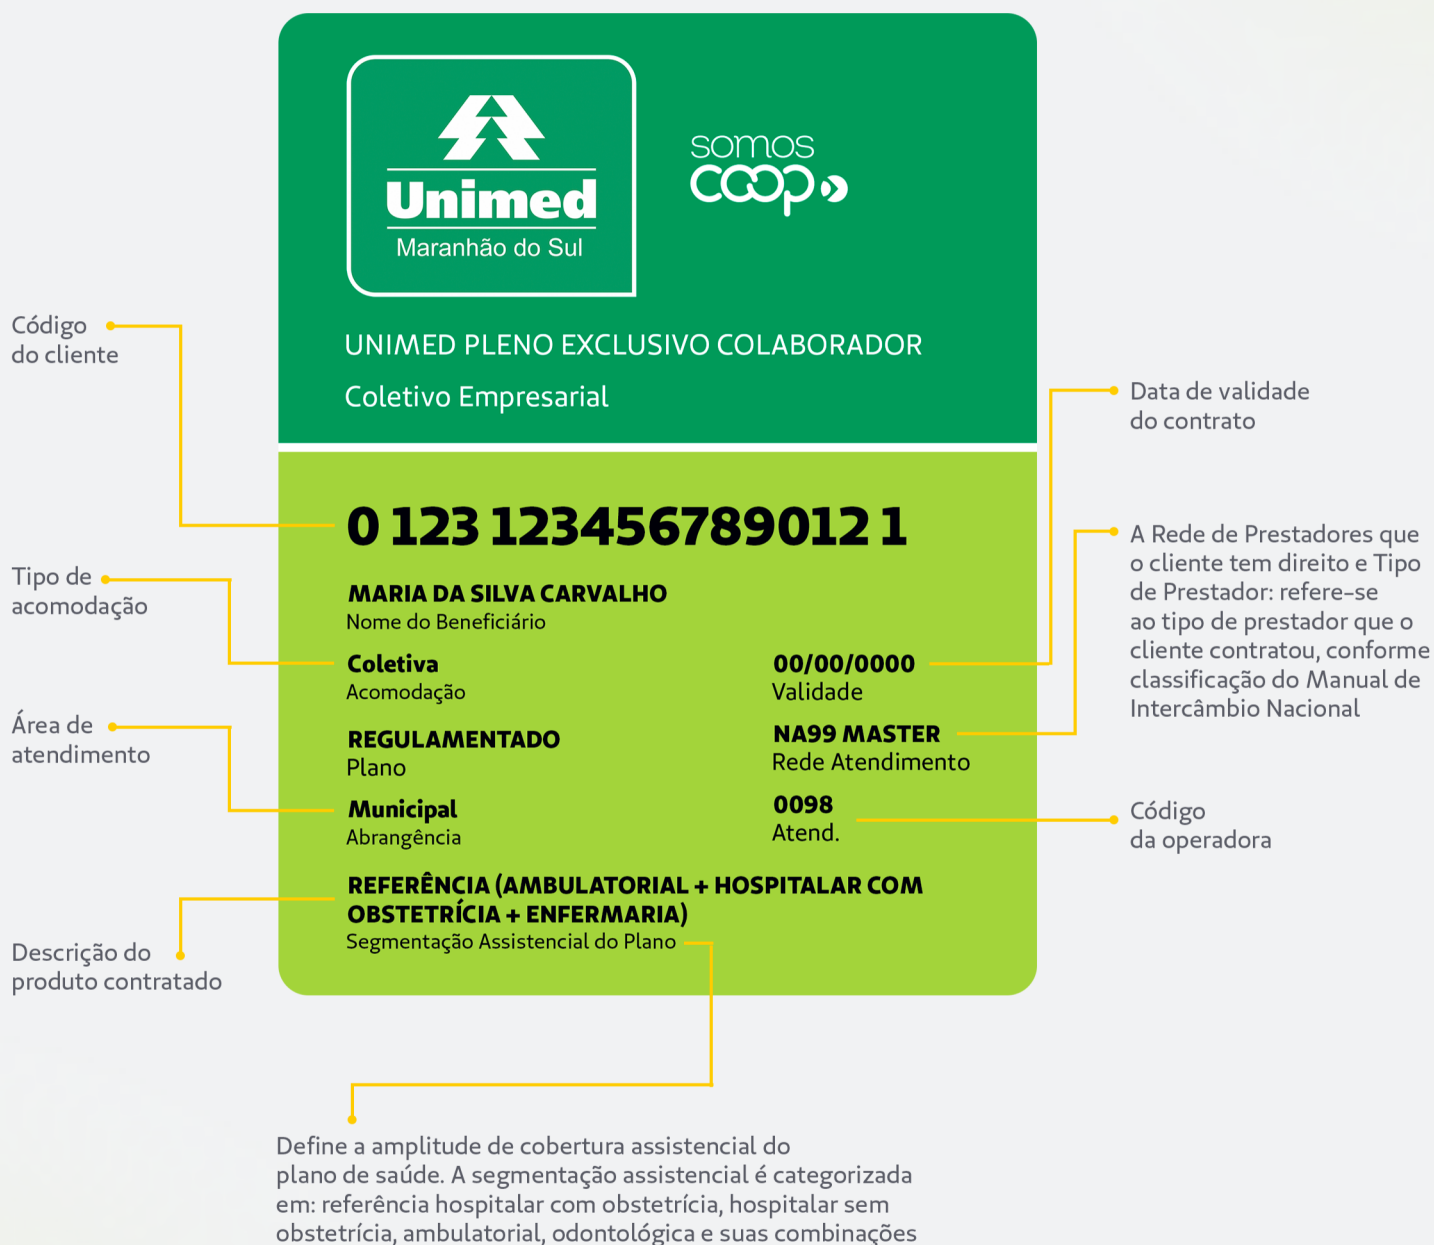 Unimed
Maranhão do Sul
somos
coop
UNIMED PLENO EXCLUSIVO COLABORADOR
Coletivo Empresarial
Código
do cliente
Data de validade
do contrato
0 123 123456789012 1
A Rede de Prestadores que
o cliente tem direito e Tipo
de Prestador: refere-se
ao tipo de prestador que o
cliente contratou, conforme
classificação do Manual de
Intercâmbio Nacional
Tipo de
acomodação
MARIA DA SILVA CARVALHO
Nome do Beneficiário
Coletiva
Acomodação
00/00/0000
Validade
Área de
atendimento
REGULAMENTADO
Plano
NA99 MASTER
Rede Atendimento
Municipal
Abrangência
0098
Atend.
Código
da operadora
REFERÊNCIA (AMBULATORIAL + HOSPITALAR COM
OBSTETRÍCIA + ENFERMARIA)
Segmentação Assistencial do Plano
Descrição do
produto contratado
Define a amplitude de cobertura assistencial do
plano de saúde. A segmentação assistencial é categorizada
em: referência hospitalar com obstetrícia, hospitalar sem
obstetrícia, ambulatorial, odontológica e suas combinações